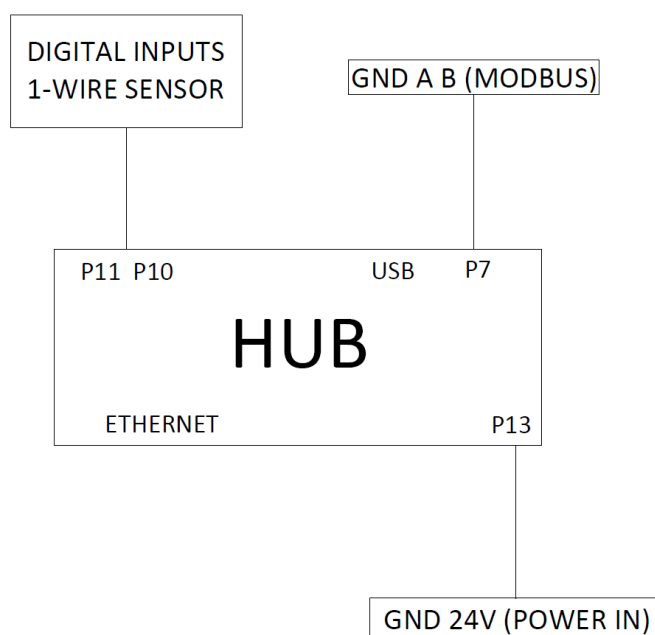 DIGITAL INPUTS
1-WIRE SENSOR
GND A B (MODBUS)
P11 P10
USB
P7
HUB
ETHERNET
P13
GND 24V (POWER IN)